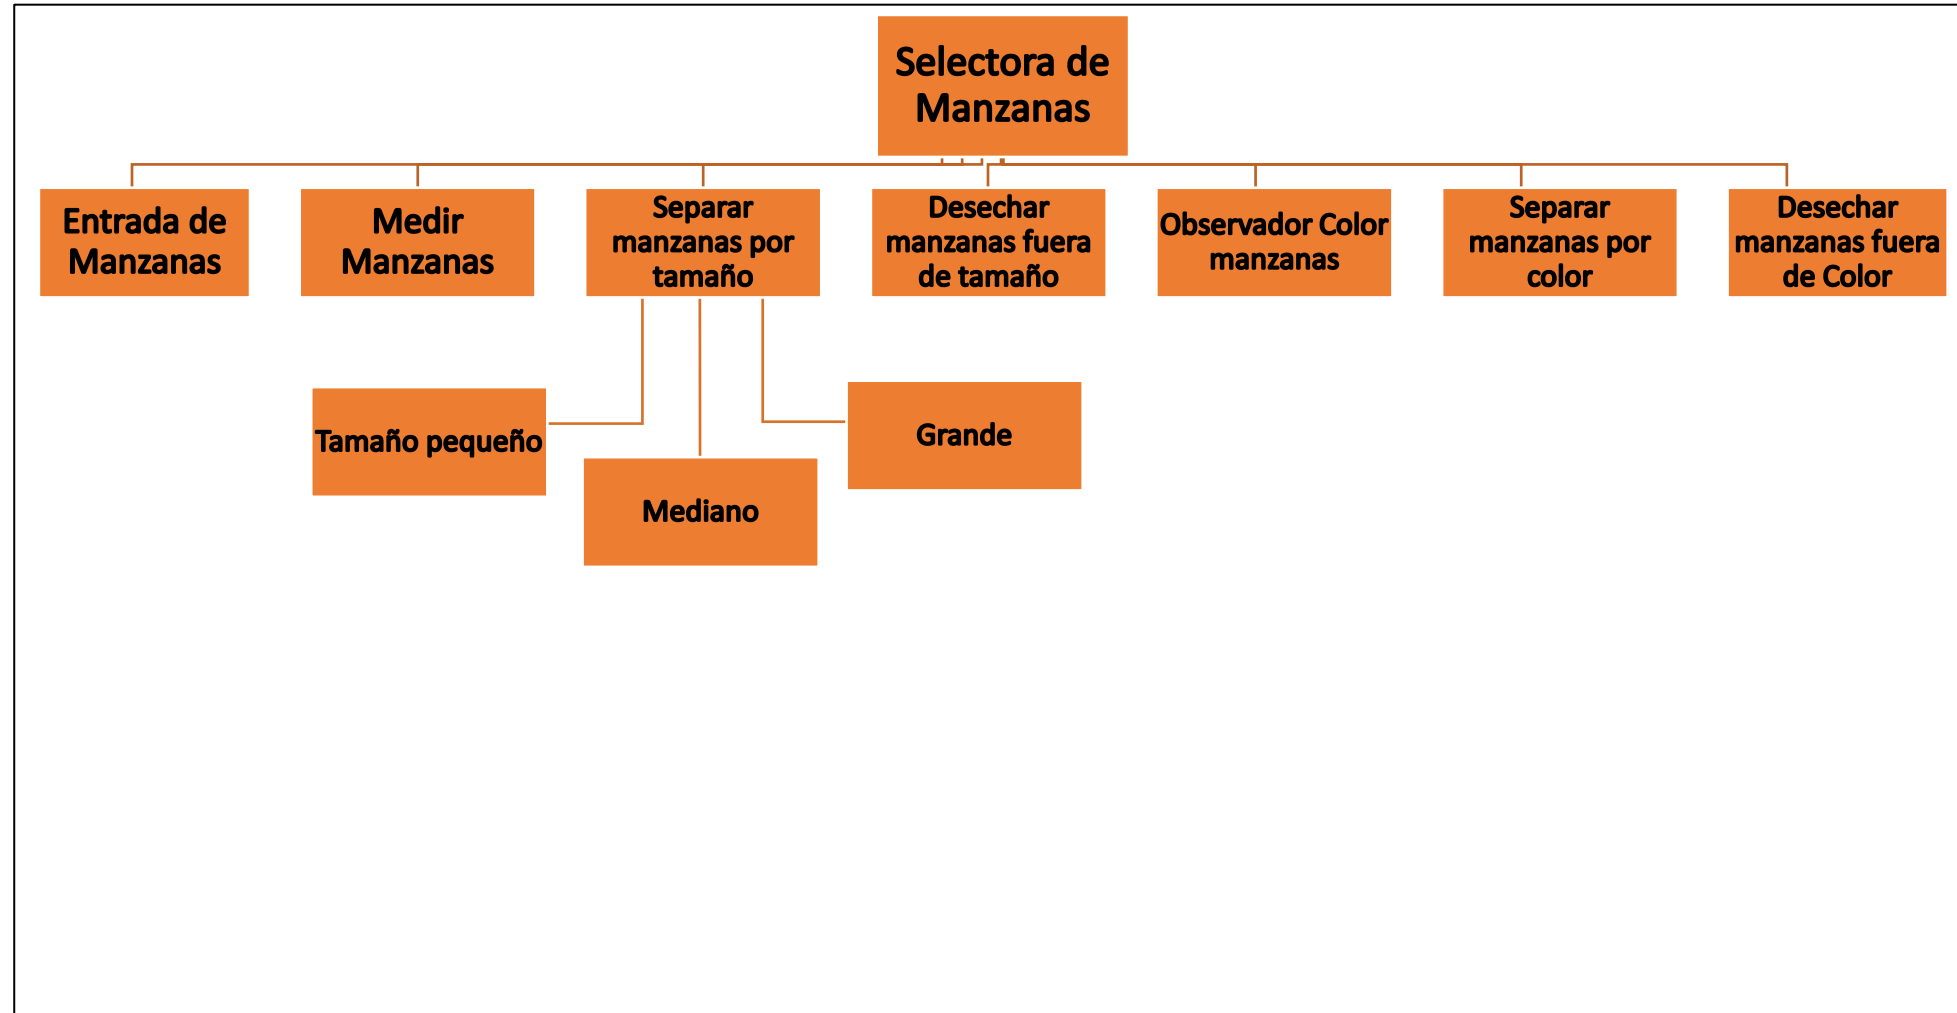 Selectora de
Manzanas
Entrada de
Manzanas
Medir
Manzanas
Separar
manzanas por
tamaño
Desechar
manzanas fuera
de tamaño
Observador Color
manzanas
Separar
manzanas por
color
Desechar
manzanas fuera
de Color
Tamaño pequeño
Mediano
Grande